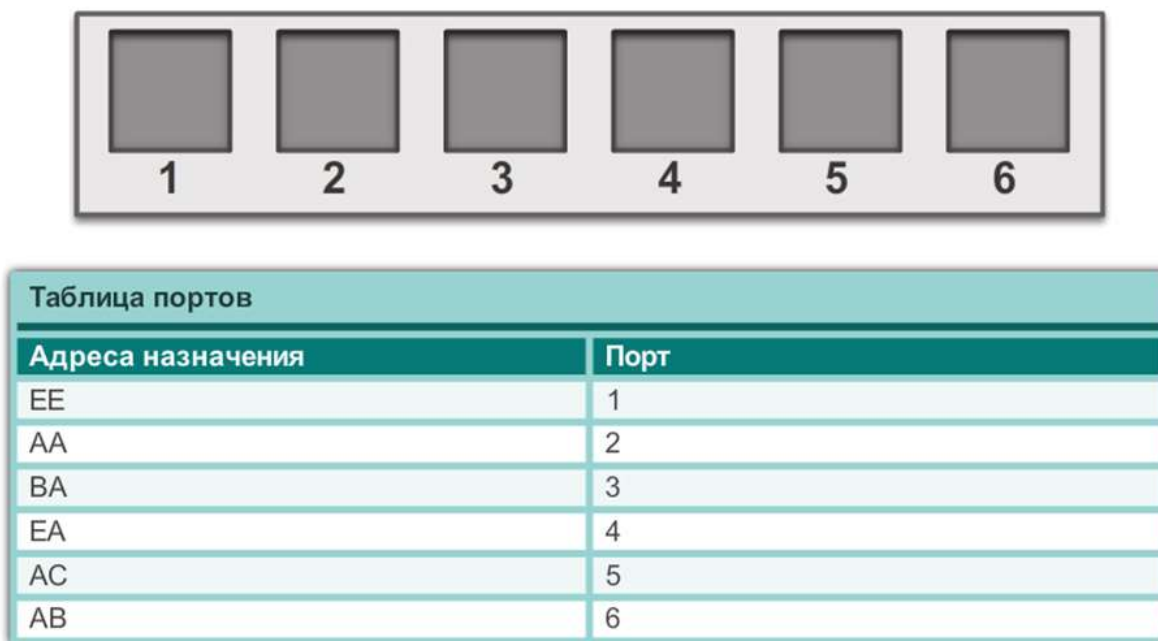 1 2 3 4 5 6
Таблица портов
Адреса назначения Порт
EE 1
AA 2
BA 3
EA 4
AC 5
AB 6